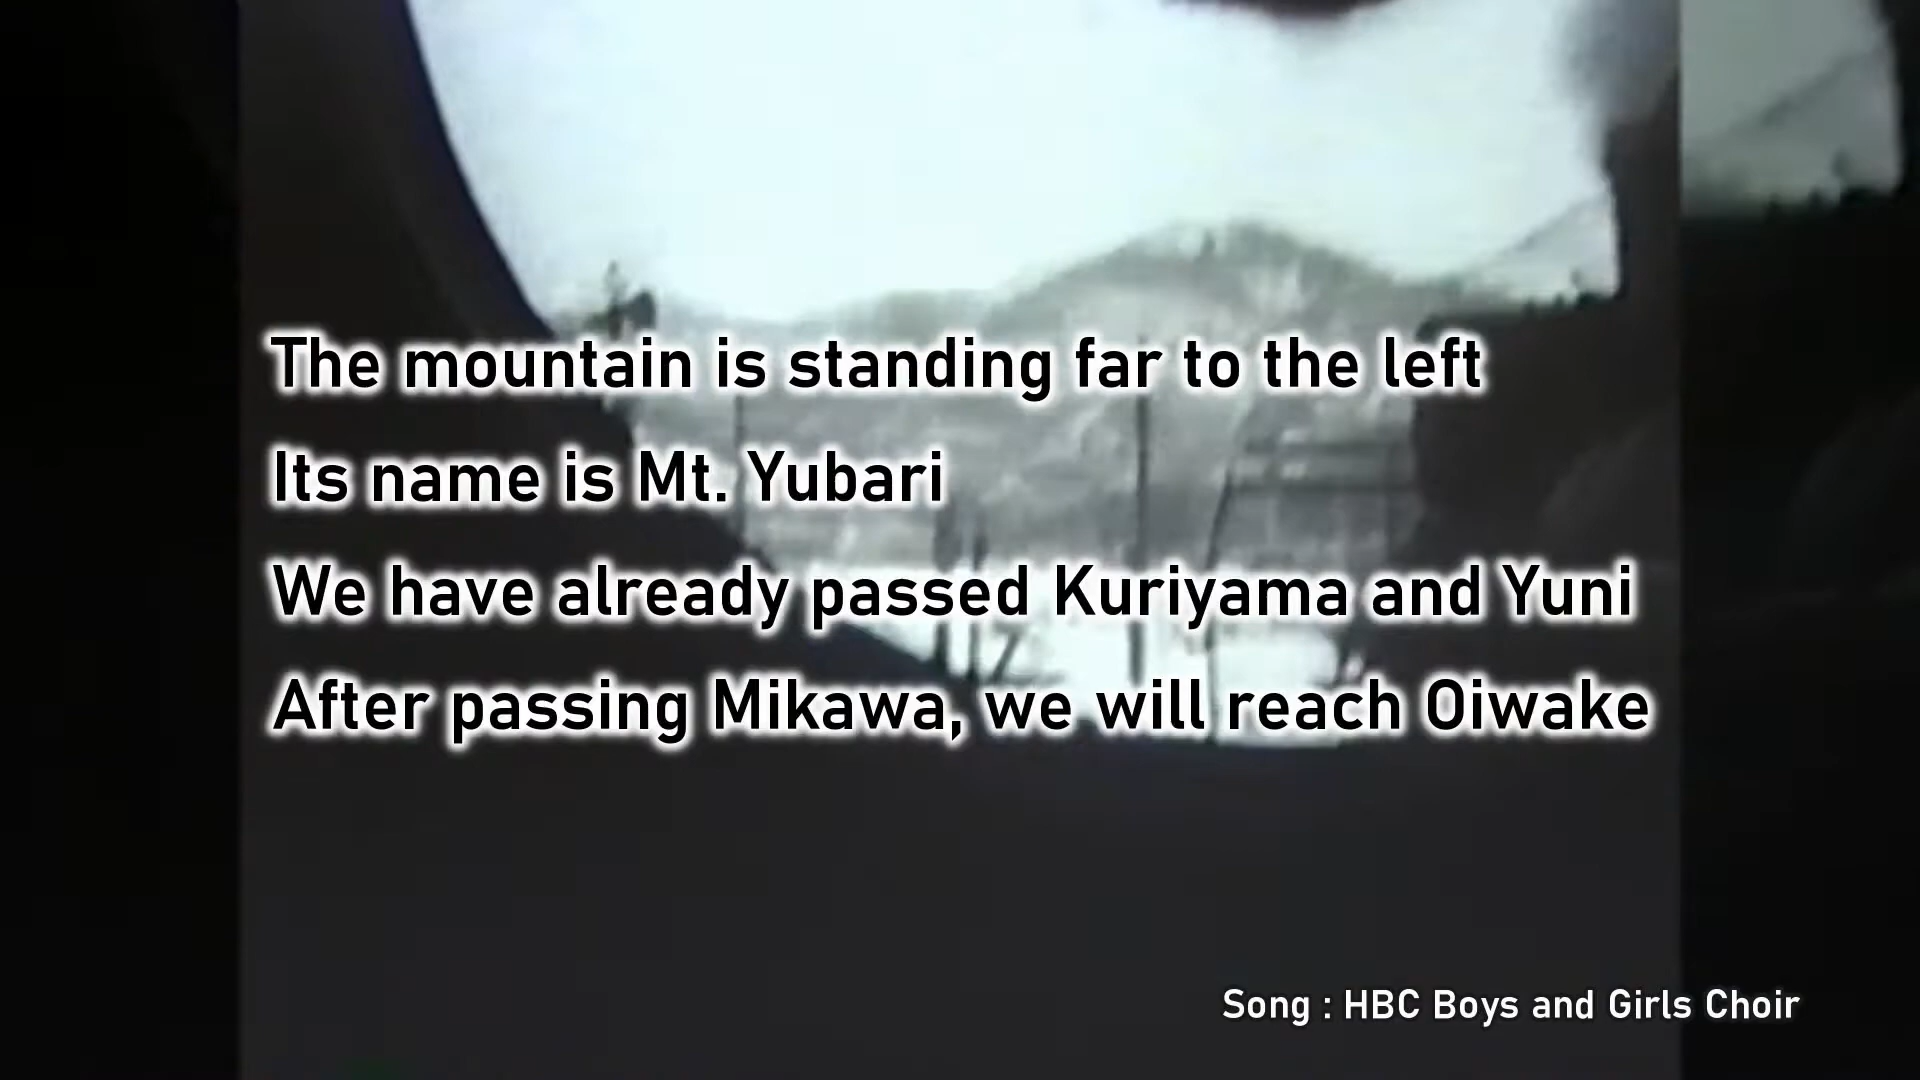 The mountain is standing far to the left
Its name is Mt. Yubari
We have already passed Kuriyama and Yuni
After passing Mikawa, we will reach Oiwake
Song : HBC Boys and Girls Choir